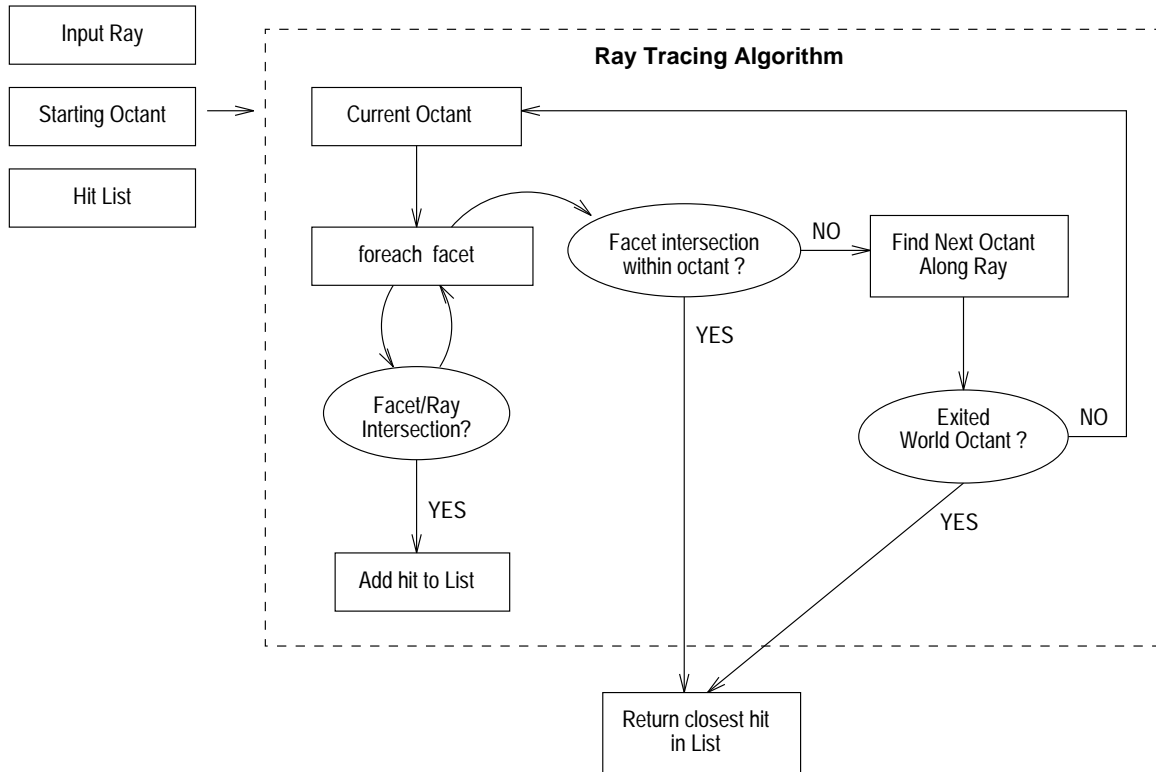 Input Ray
Starting Octant
Hit List
Ray Tracing Algorithm
Current Octant
foreach facet
Facet/Ray
Intersection?
YES
Add hit to List
Facet intersection
within octant ?
NO
YES
Find Next Octant
Along Ray
Exited
World Octant ?
NO
YES
Return closest hit
in List